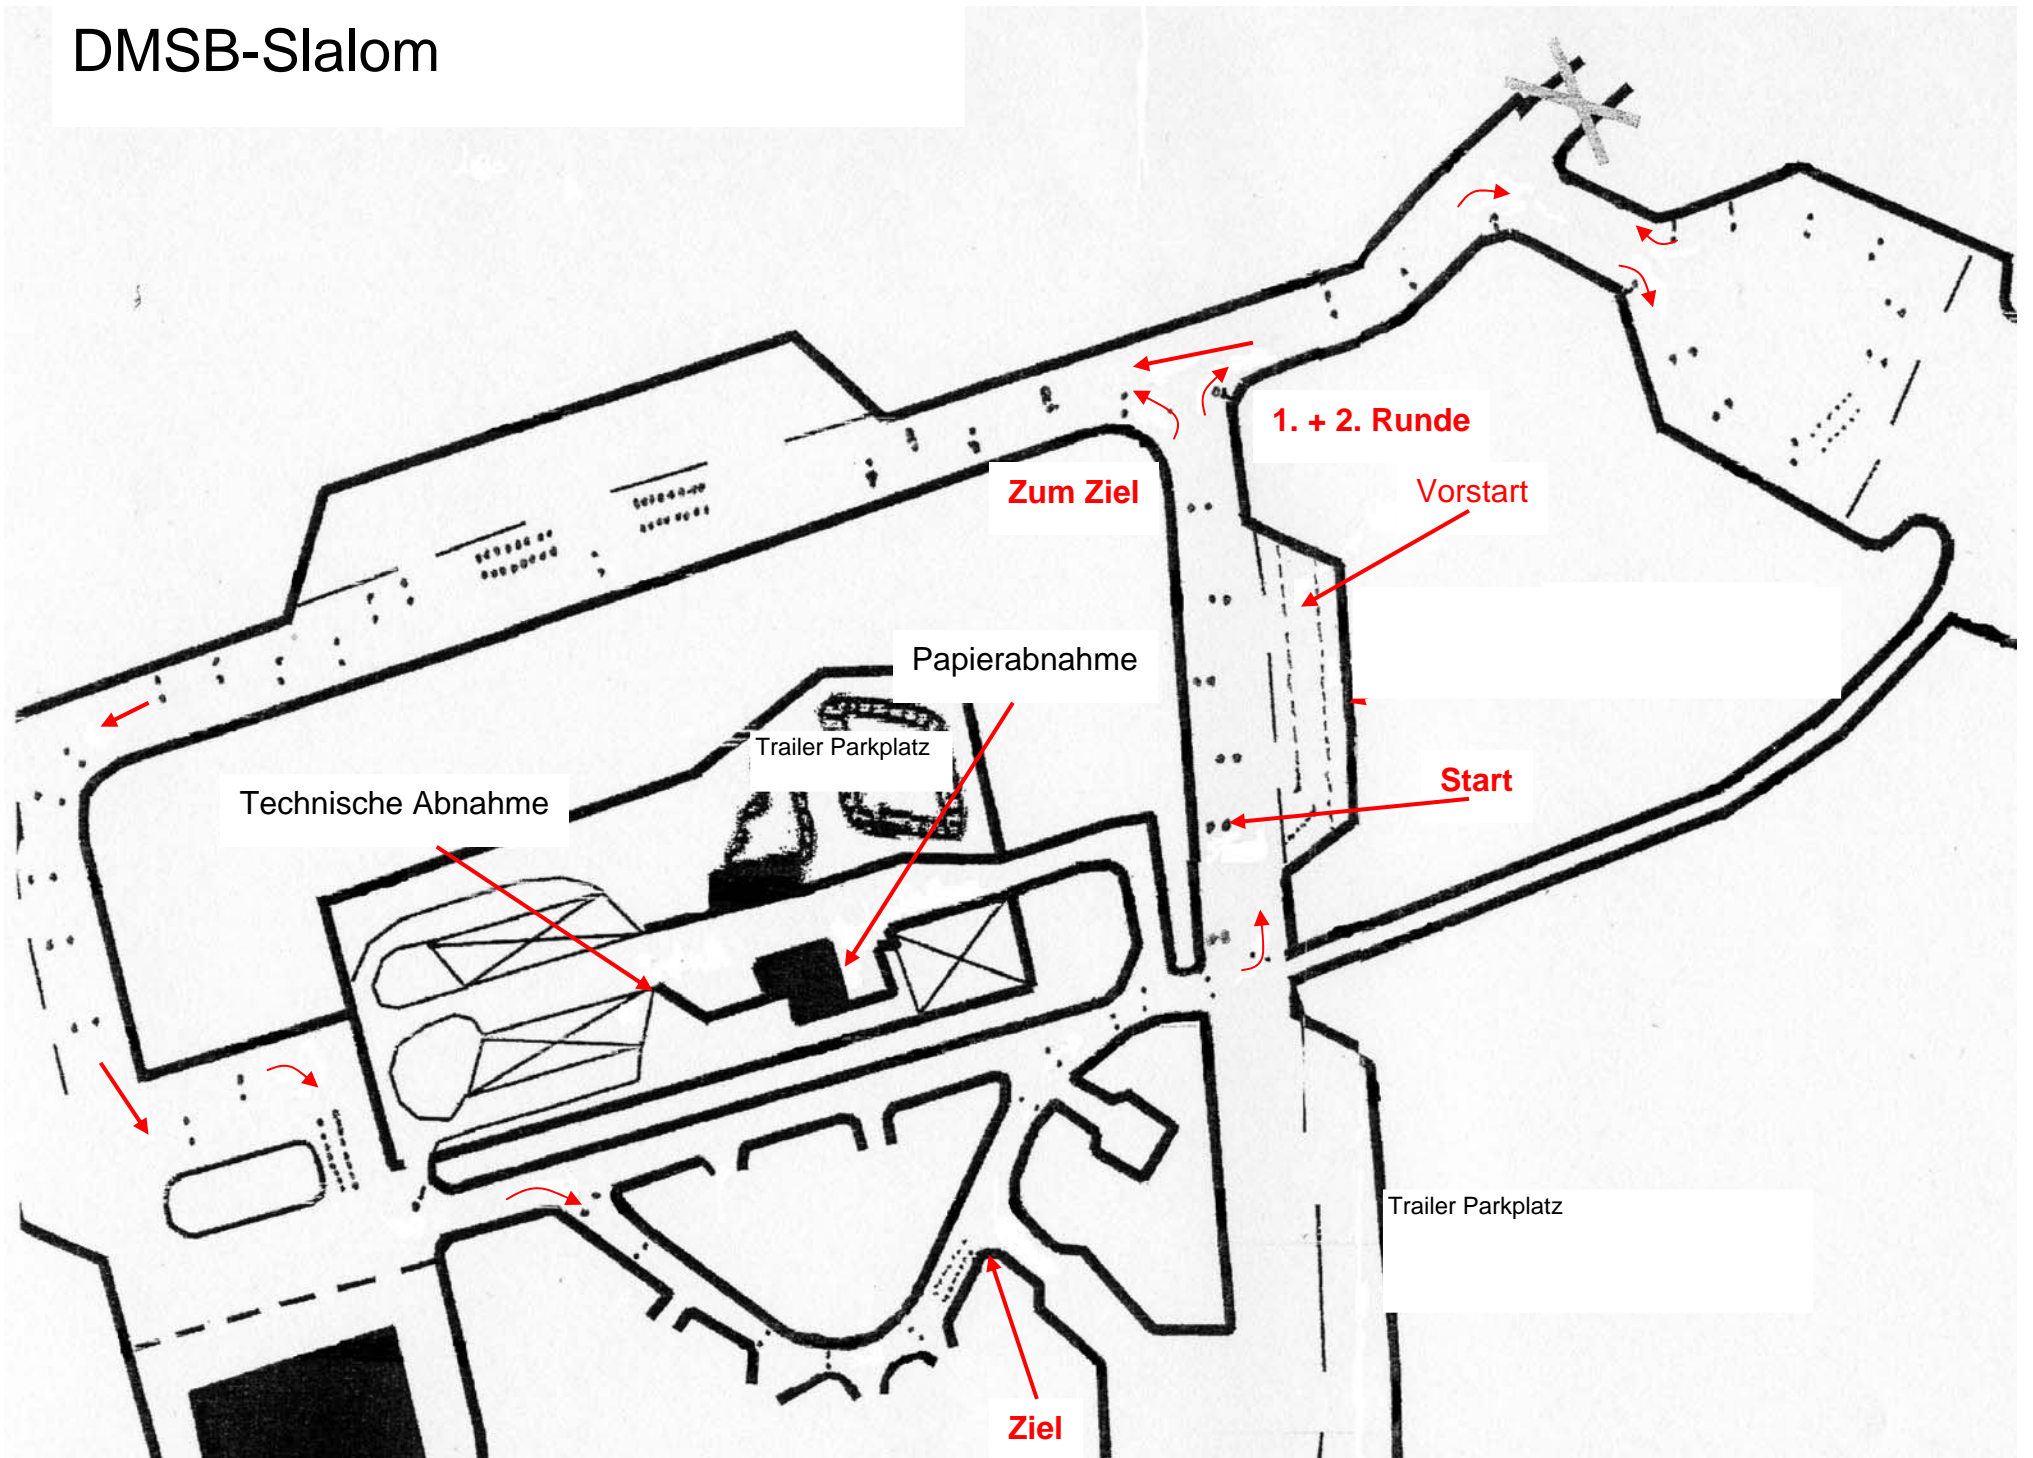 DMSB-Slalom
1. + 2. Runde
Zum Ziel
Vorstart
Papierabnahme
Trailer Parkplatz
Start
Technische Abnahme
Trailer Parkplatz
Ziel